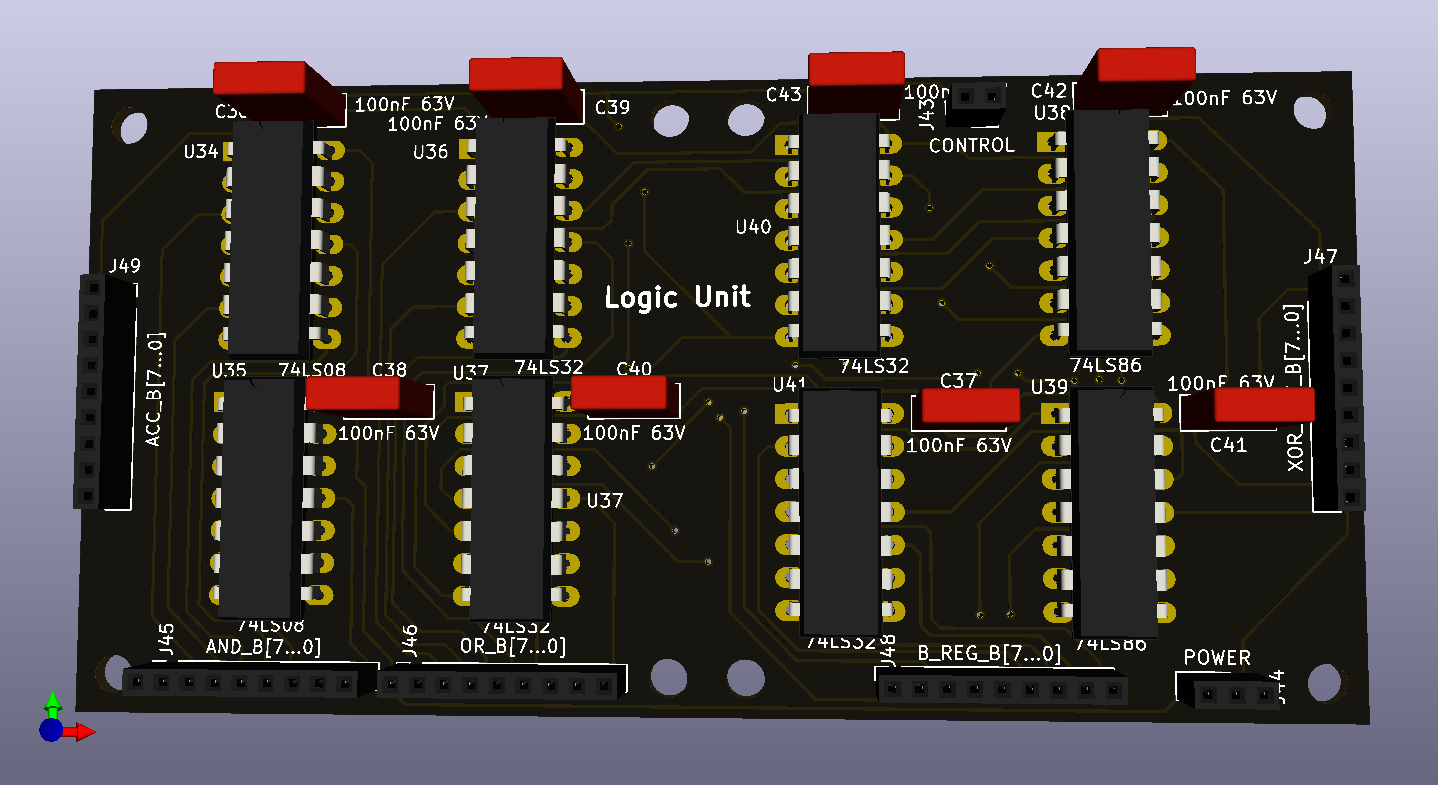 C39
C43
100n
C42
100nF 63V
100nF 63V
100nF 63V
J43
U38
CONTROL
U34
U36
U40
J49
J47
Logic Unit
ACC_B[7...0]
U35
74LS08
C38
74LS32
U37
C40
74LS32
74LS86
C37
U41
U39
100nF 63V
100nF 63V
100nF 63V
100nF 63V
C41
XOR_
_B[7...0]
U37
74LS08
74LS32
74LS32
74LS86
J45
AND_B[7...0]
J46
OR_B[7...0]
J48
B_REG_B[7...0]
POWER
J44